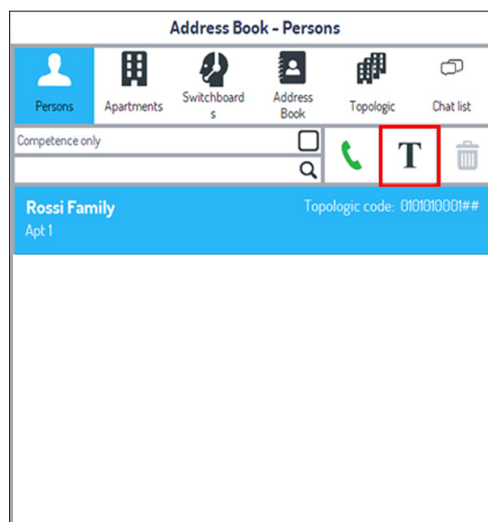 Address Book - Persons
Persons
Apartments
Switchboard
s
Address
Book
Topologic
Chat list
Competence only
T
Rossi Family
Topologic code: 0101010001##
Apt 1